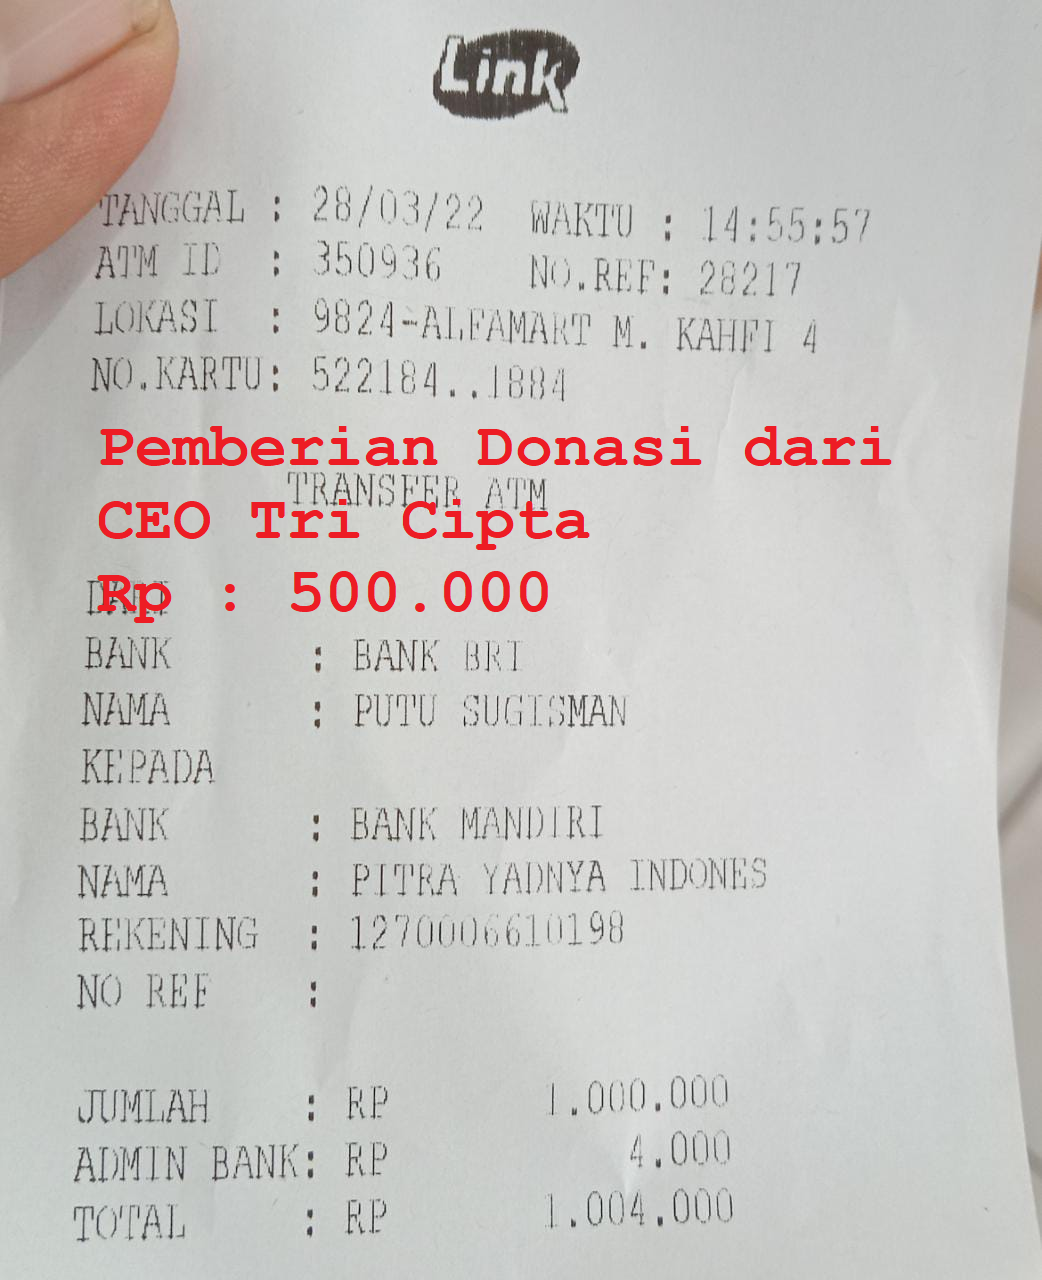 Link
TANGGAL : 28/03/22 WAKTU : 14:55:57
ATM ID : 350936 NO.REF: 28217
LOKASI : 9824-ALFAMART M. KAHFI 4
NO.KARTU: 522184..1884
Pemberian Donasi dari
TRANSFER ATM
CEO Tri Cipta
DARI
Rp : 500.000
BANK : BANK BRI
NAMA : PUTU SUGISMAN
KEPADA
BANK : BANK MANDIRI
NAMA : PITRA YADNYA INDONES
REKENING : 1270006610198
NO REF :
JUMLAH : RP 1.000.000
ADMIN BANK: RP 4.000
TOTAL : RP 1.004.000